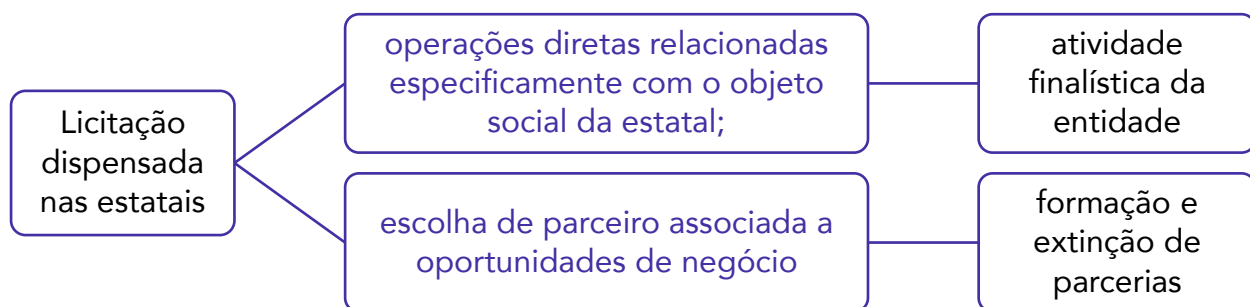 Licitação
dispensada
nas estatais
operações diretas relacionadas
especificamente com o objeto
social da estatal;
atividade
finalística da
entidade
escolha de parceiro associada a
oportunidades de negócio
formação e
extinção de
parcerias